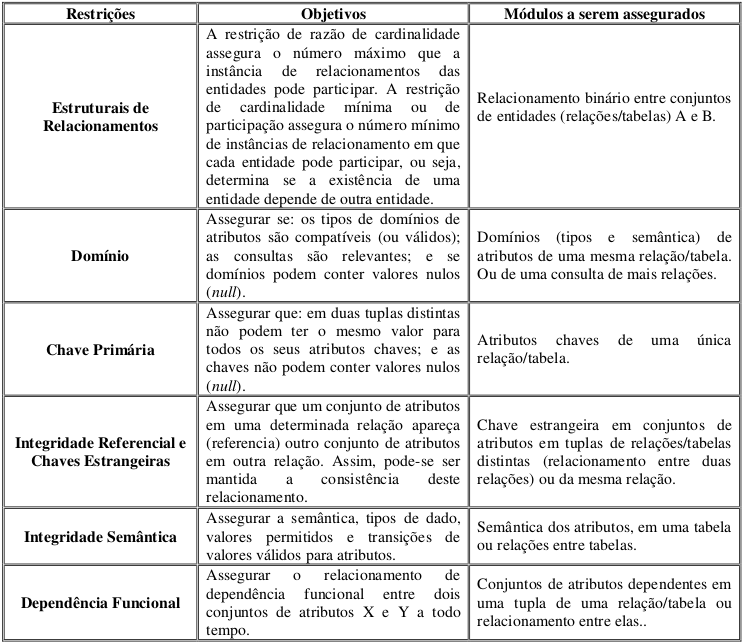 Restrições
Objetivos
Módulos a serem assegurados
Estruturais de
Relacionamentos
A restrição de razão de cardinalidade
assegura o número máximo que a
instância de relacionamentos das
entidades pode participar. A restrição
de cardinalidade mínima ou de
participação assegura o número mínimo
de instâncias de relacionamento em que
cada entidade pode participar, ou seja,
determina se a existência de uma
entidade depende de outra entidade.
Relacionamento binário entre conjuntos
de entidades (relações/tabelas) A e B.
Domínio
Assegurar se: os tipos de domínios de
atributos são compatíveis (ou válidos);
as consultas são relevantes; e se
domínios podem conter valores nulos
(null).
Domínios (tipos e semântica) de
atributos de uma mesma relação/tabela.
Ou de uma consulta de mais relações.
Chave Primária
Assegurar que: em duas tuplas distintas
não podem ter o mesmo valor para
todos os seus atributos chaves; e as
chaves não podem conter valores nulos
(null).
Atributos chaves de uma única
relação/tabela.
Integridade Referencial e
Chaves Estrangeiras
Assegurar que um conjunto de atributos
em uma determinada relação apareça
(referencia) outro conjunto de atributos
em outra relação. Assim, pode-se ser
mantida a consistência deste
relacionamento.
Chave estrangeira em conjuntos de
atributos em tuplas de relações/tabelas
distintas (relacionamento entre duas
relações) ou da mesma relação.
Integridade Semântica
Assegurar a semântica, tipos de dado,
valores permitidos e transições de
valores válidos para atributos.
Semântica dos atributos, em uma tabela
ou relações entre tabelas.
Dependência Funcional
Assegurar o relacionamento de
dependência funcional entre dois
conjuntos de atributos X e Y a todo
tempo.
Conjuntos de atributos dependentes em
uma tupla de uma relação/tabela ou
relacionamento entre elas..